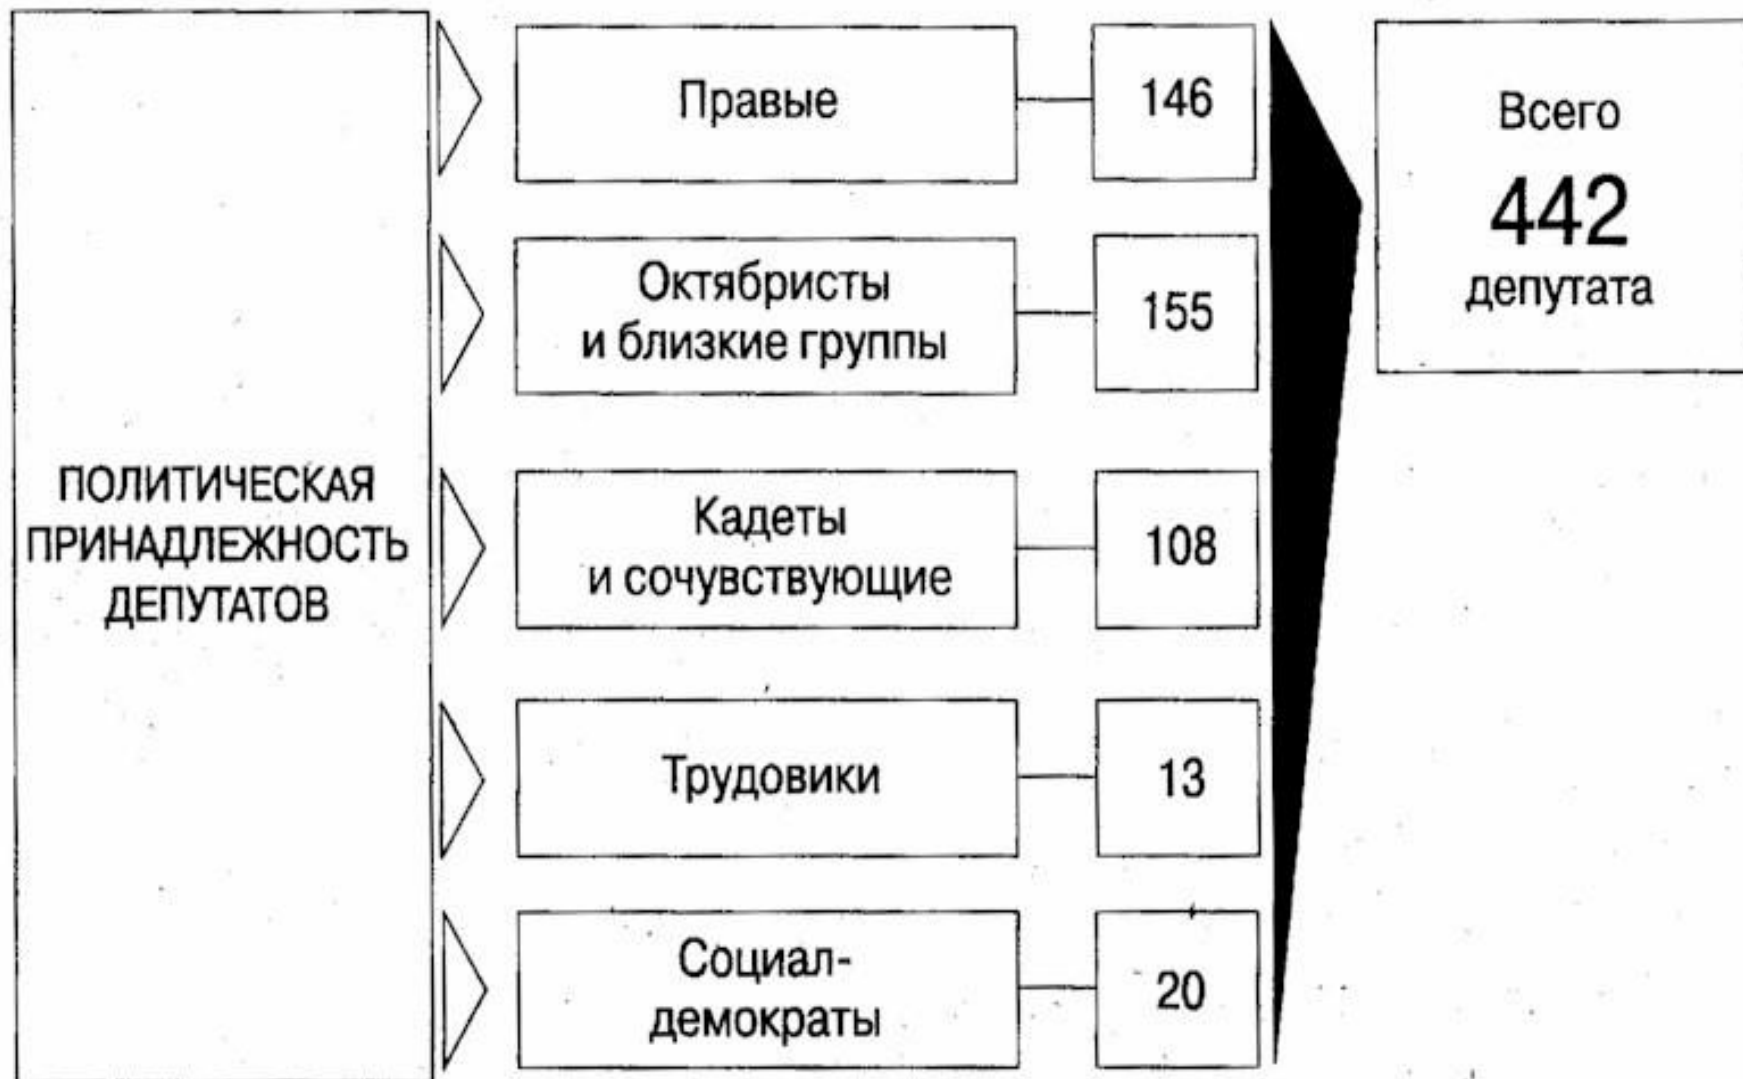 ПОЛИТИЧЕСКАЯ
ПРИНАДЛЕЖНОСТЬ
ДЕПУТАТОВ
Правые
146
Октябристы
и близкие группы
155
Кадеты
и сочувствующие
108
Трудовики
13
Социал-
демократы
20
Всего
442
депутата